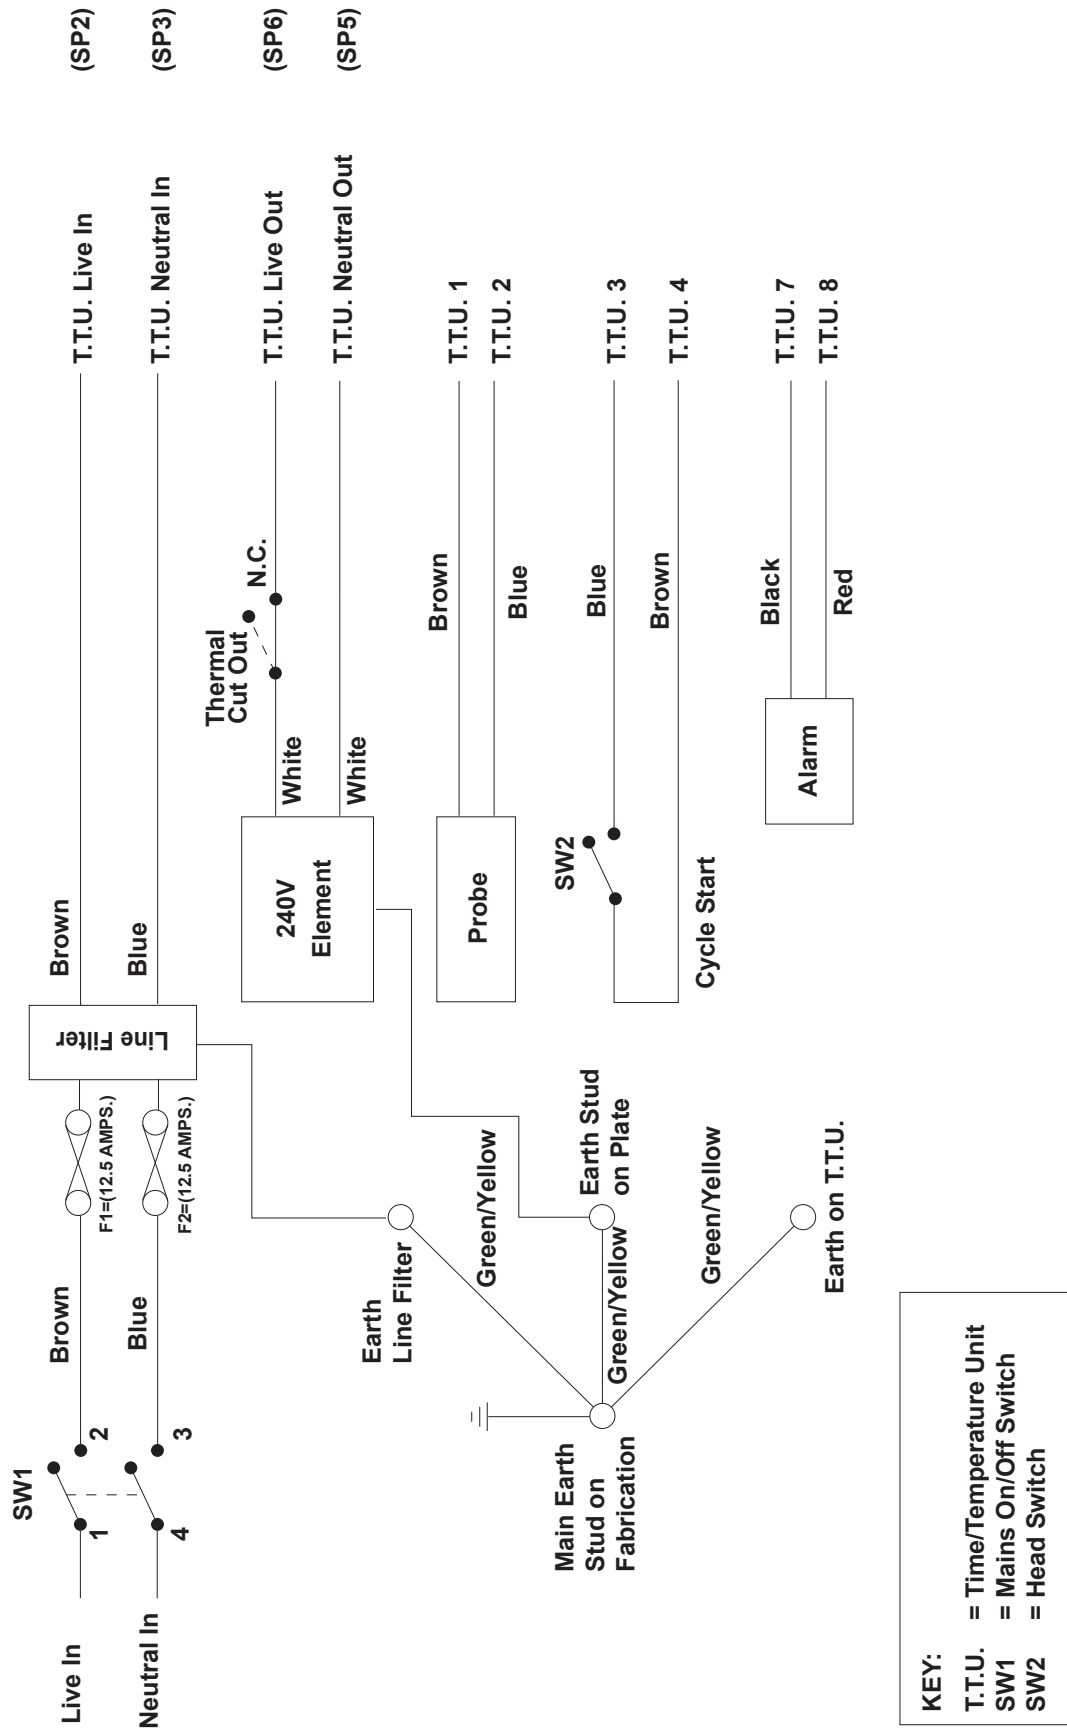 Live In
Neutral In
SW1
1
2
4
3
Brown
Blue
F1=(12.5 AMPS.)
F2=(12.5 AMPS.)
Line Filter
Brown
Blue
T.T.U. Live In
(SP2)
T.T.U. Neutral In
(SP3)
240V
Element
White
White
Thermal
Cut Out
N.C.
T.T.U. Live Out
(SP6)
T.T.U. Neutral Out
(SP5)
Probe
Brown
Blue
T.T.U. 1
T.T.U. 2
SW2
Cycle Start
Blue
Brown
T.T.U. 3
T.T.U. 4
Alarm
Black
Red
T.T.U. 7
T.T.U. 8
Earth
Line Filter
Green/Yellow
Main Earth
Stud on
Fabrication
Green/Yellow
Earth Stud
on Plate
Green/Yellow
Earth on T.T.U.
KEY:
T.T.U. = Time/Temperature Unit
SW1 = Mains On/Off Switch
SW2 = Head Switch